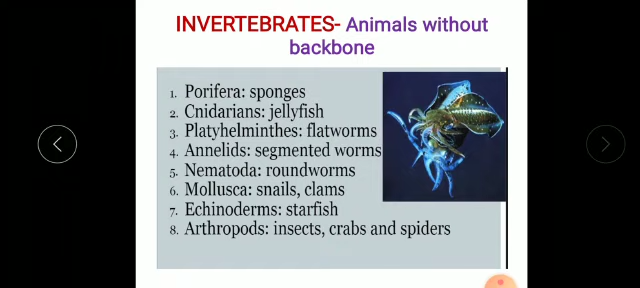 INVERTEBRATES- Animals without
backbone
1. Porifera: sponges
2. Cnidarians: jellyfish
3. Platyhelminthes: flatworms
4. Annelids: segmented worms
5. Nematoda: roundworms
6. Mollusca: snails, clams
7. Echinoderms: starfish
8. Arthropods: insects, crabs and spiders